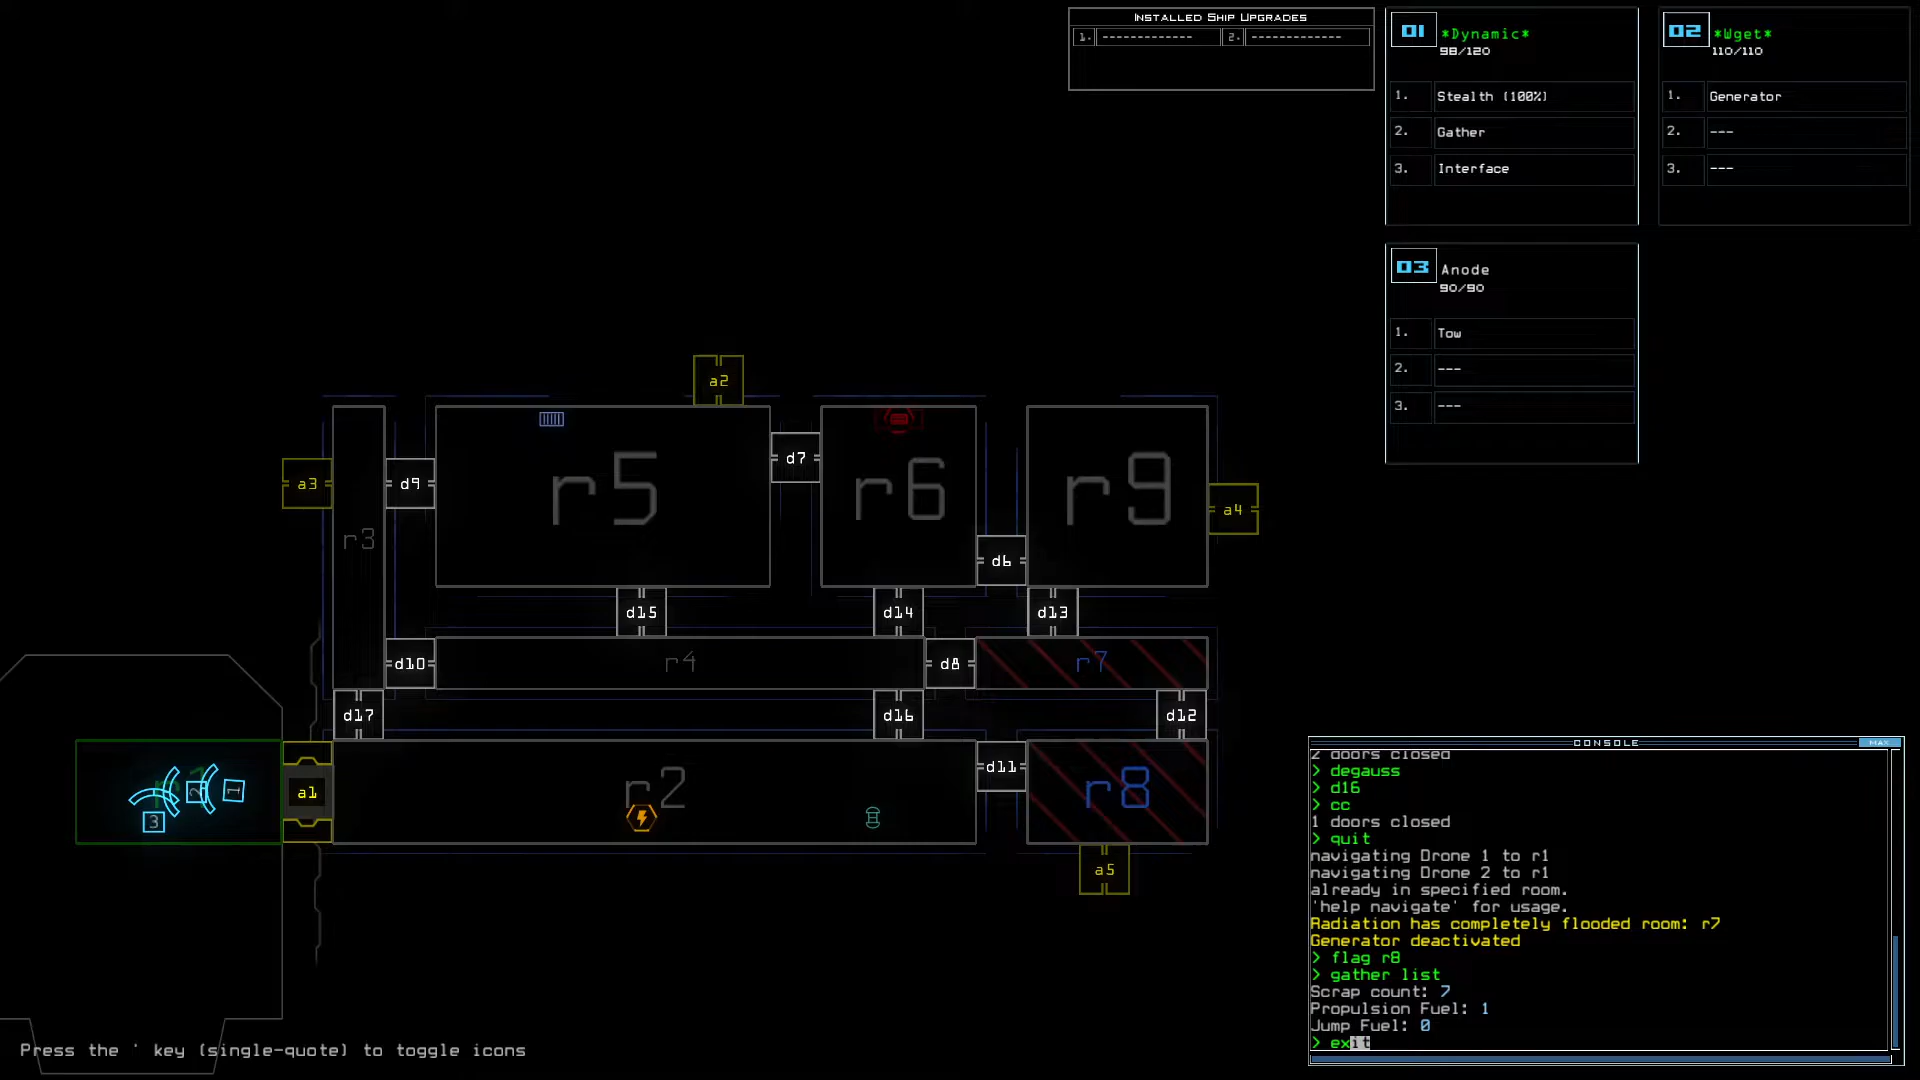 Installed Ship Upgrades
1. ------------- 2. -------------
01 *Dynamic*
98/120
1. Stealth (100%)
2. Gather
3. Interface
02 *Wget*
110/110
1. Generator
2. ---
3. ---
03 Anode
90/90
1. Tow
2. ---
3. ---
a2
r5
d7
r6
r9
a3
d9
a4
r3
d6
d15
d14
d13
d10
r4
d8
r7
d17
d16
d12
3
2
1
a1
r2
d11
r8
a5
CONSOLE
MAX
2 doors closed
> degauss
> d16
> cc
1 doors closed
> quit
navigating Drone 1 to r1
navigating Drone 2 to r1
already in specified room.
'help navigate' for usage.
Radiation has completely flooded room: r7
Generator deactivated
> flag r8
> gather list
Scrap count: 7
Propulsion Fuel: 1
Jump Fuel: 0
> exit
Press the ' key (single-quote) to toggle icons